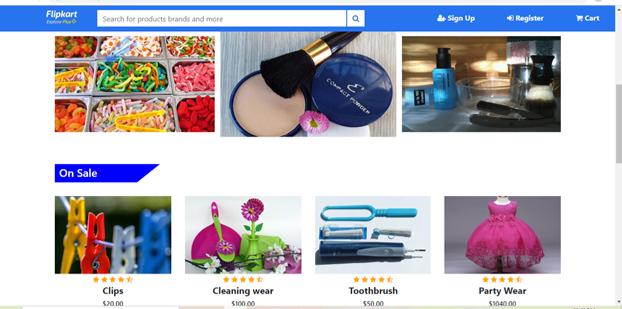 Flipkart
Explore Plus
Search for products brands and more
Sign Up
Register
Cart
COMPACT POWDER
On Sale
Clips
Cleaning wear
Toothbrush
Party Wear
$20.00
$100.00
$50.00
$1040.00